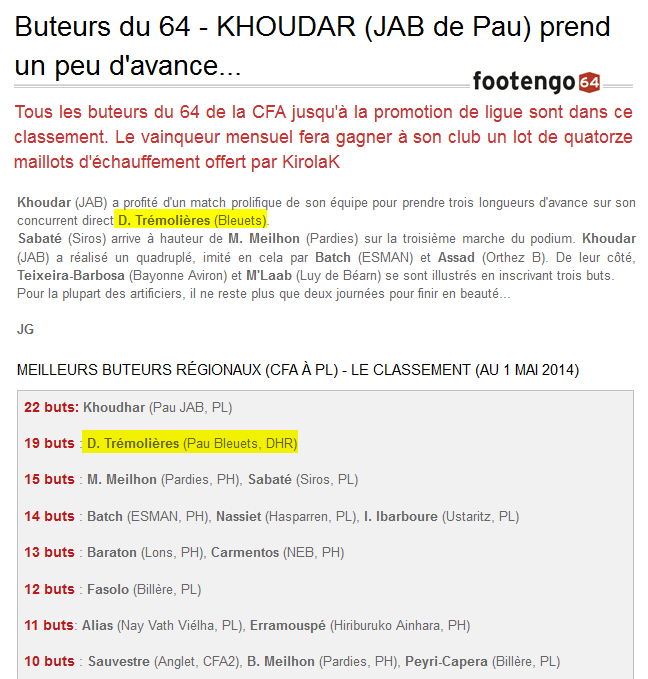 Buteurs du 64 - KHOUDAR (JAB de Pau) prend
un peu d'avance...
footengo 64
Tous les buteurs du 64 de la CFA jusqu'à la promotion de ligue sont dans ce
classement. Le vainqueur mensuel fera gagner à son club un lot de quatorze
maillots d'échauffement offert par KirolaK
Khoudar (JAB) a profité d'un match prolifique de son équipe pour prendre trois longueurs d'avance sur son
concurrent direct D. Trémolières (Bleuets).
Sabaté (Siros) arrive à hauteur de M. Meilhon (Pardies) sur la troisième marche du podium. Khoudar
(JAB) a réalisé un quadruplé, imité en cela par Batch (ESMAN) et Assad (Orthez B). De leur côté,
Teixeira-Barbosa (Bayonne Aviron) et M'Laab (Luy de Béarn) se sont illustrés en inscrivant trois buts.
Pour la plupart des artificiers, il ne reste plus que deux journées pour finir en beauté...
JG
MEILLEURS BUTEURS RÉGIONAUX (CFA À PL) - LE CLASSEMENT (AU 1 MAI 2014)
22 buts: Khoudhar (Pau JAB, PL)
19 buts : D. Trémolières (Pau Bleuets, DHR)
15 buts : M. Meilhon (Pardies, PH), Sabaté (Siros, PL)
14 buts : Batch (ESMAN, PH), Nassiet (Hasparren, PL), I. Ibarboure (Ustaritz, PL)
13 buts : Baraton (Lons, PH), Carmentos (NEB, PH)
12 buts : Fasolo (Billère, PL)
11 buts: Alias (Nay Vath Viélha, PL), Erramouspé (Hiriburuko Ainhara, PH)
10 buts : Sauvestre (Anglet, CFA2), B. Meilhon (Pardies, PH), Peyri-Capera (Billère, PL)